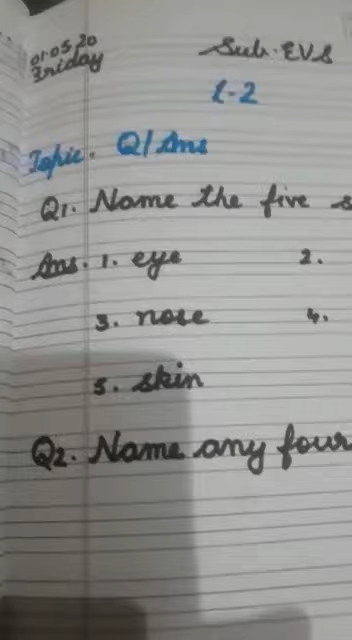 01.05.20
Friday
Sub. EVS
L-2
Topic. Q/Ans
Q1. Name the five s
Ans. 1. eye 2.
3. nose 4.
5. skin
Q2. Name any four